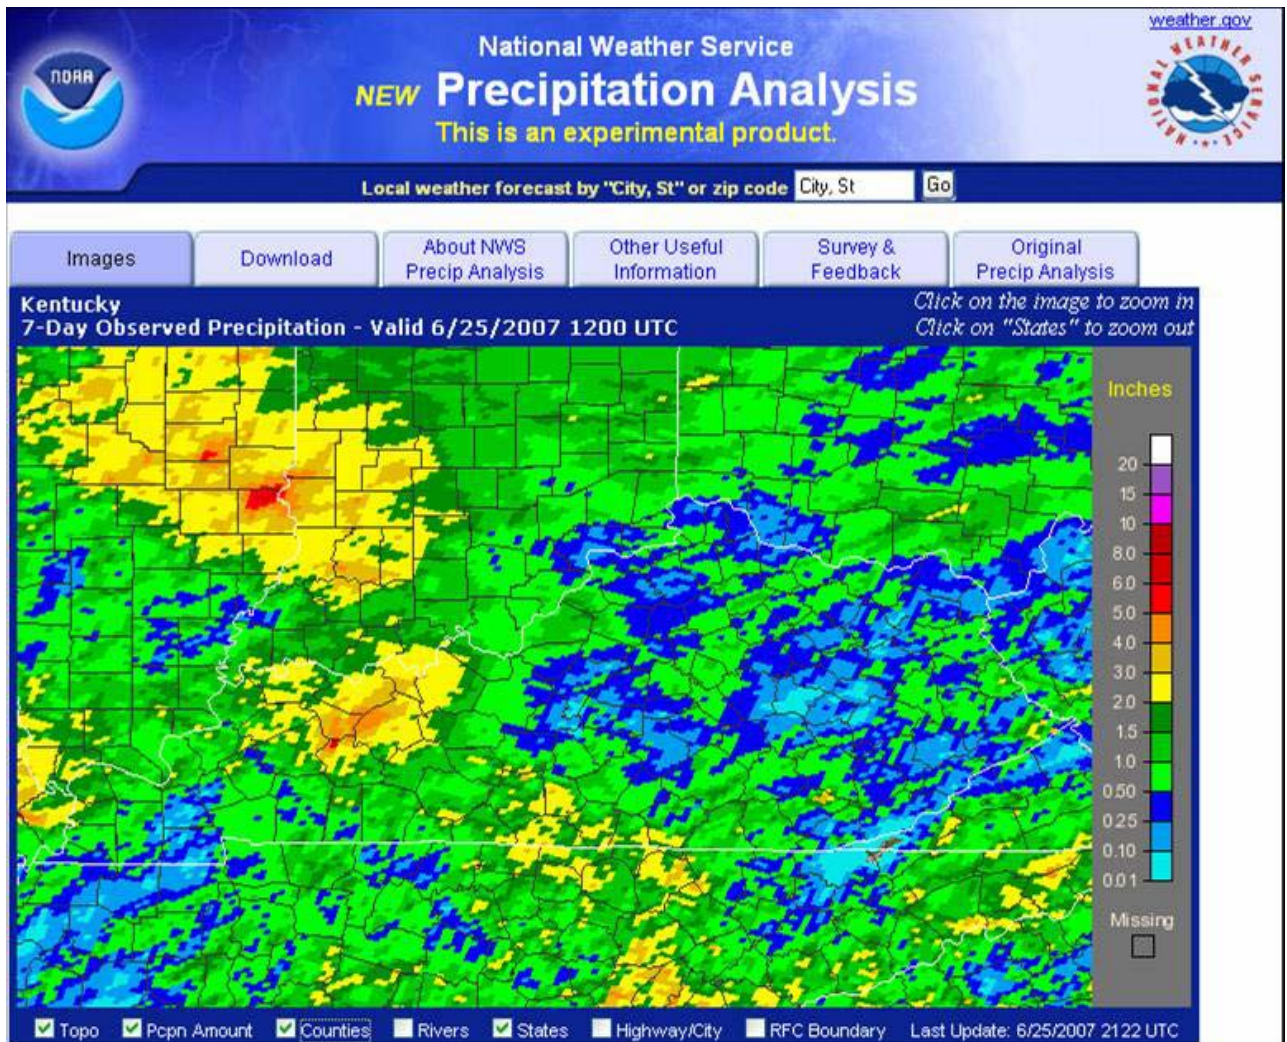 weather.gov
NOAA
National Weather Service
NEW Precipitation Analysis
This is an experimental product.
NATIONAL WEATHER SERVICE
Local weather forecast by "City, St" or zip code City, St Go
Images
Download
About NWS
Precip Analysis
Other Useful
Information
Survey &
Feedback
Original
Precip Analysis
Kentucky
7-Day Observed Precipitation - Valid 6/25/2007 1200 UTC
Click on the image to zoom in
Click on "States" to zoom out
Inches
20
15
10
8.0
6.0
5.0
4.0
3.0
2.0
1.5
1.0
0.50
0.25
0.10
0.01
Missing
Topo Pcpn Amount Counties Rivers States Highway/City RFC Boundary Last Update: 6/25/2007 2122 UTC